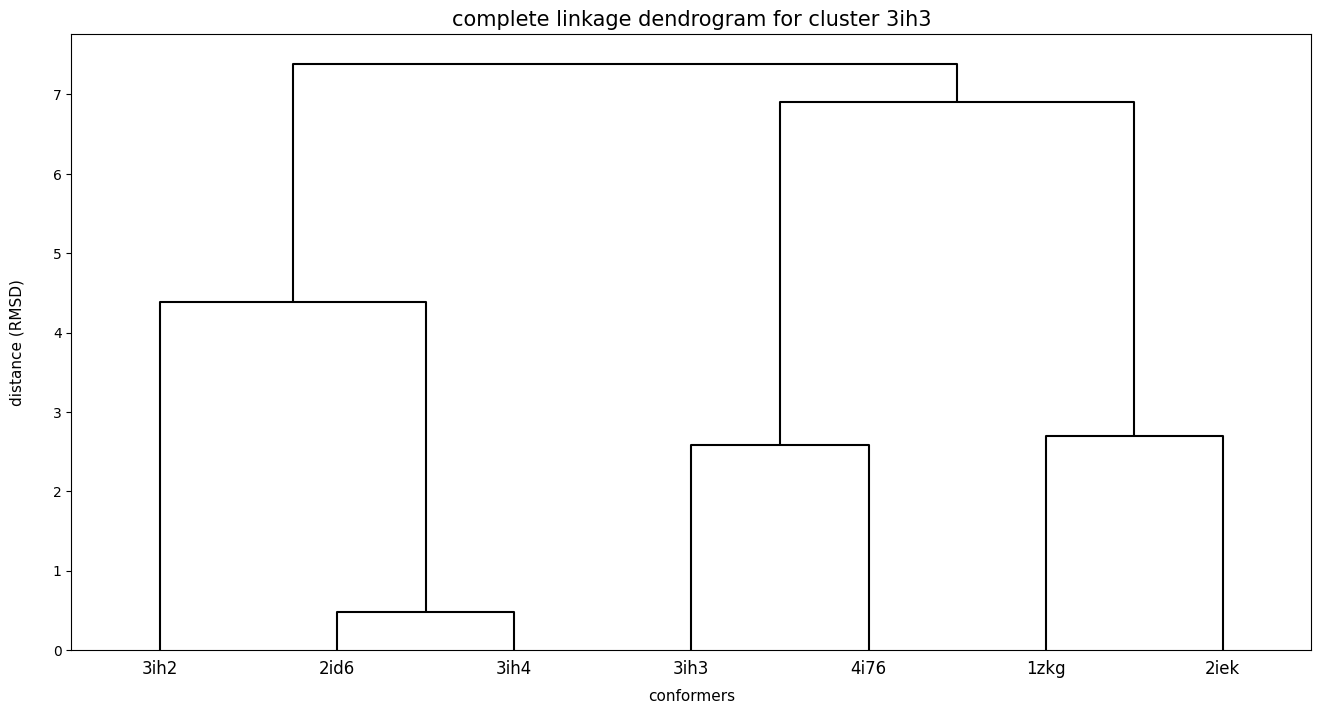 complete linkage dendrogram for cluster 3ih3
7
6
5
4
3
2
1
0
distance (RMSD)
3ih2 2id6 3ih4 3ih3 4i76 1zkg 2iek
conformers